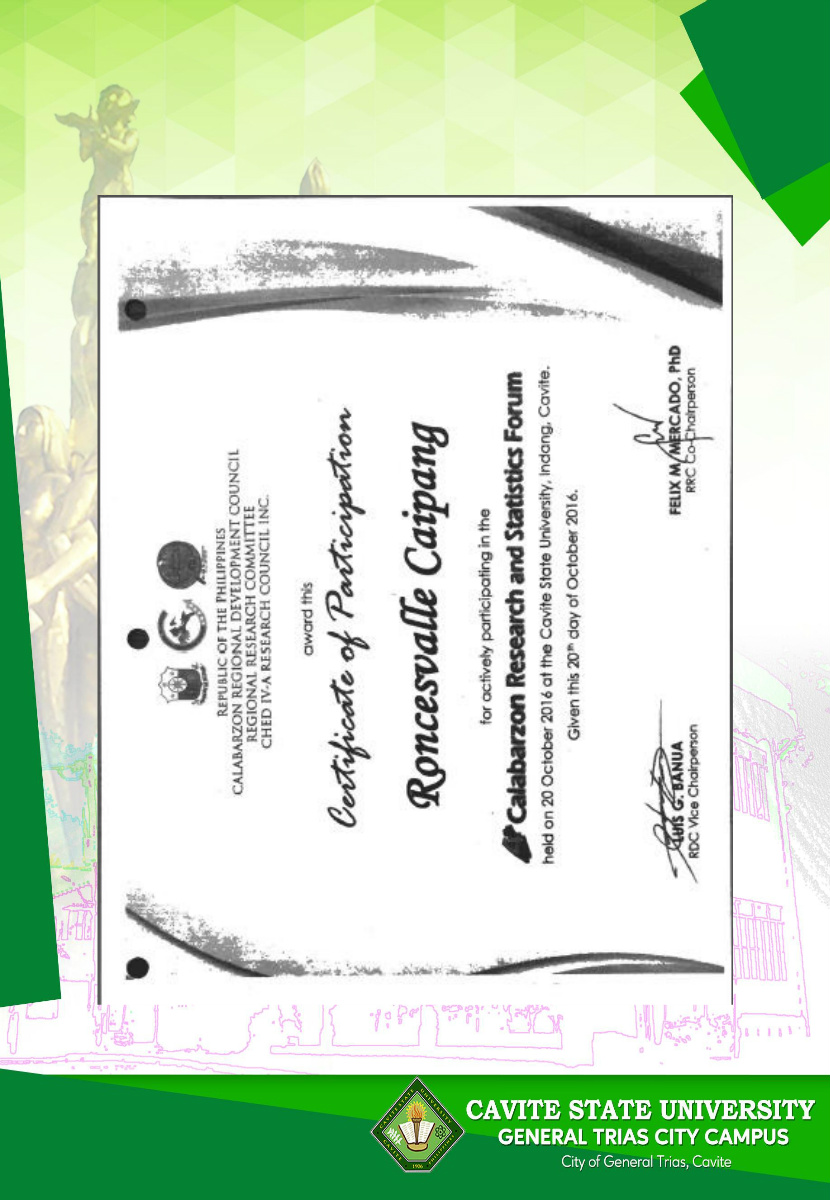 REPUBLIC OF THE PHILIPPINES
CALABARZON REGIONAL DEVELOPMENT COUNCIL
REGIONAL RESEARCH COMMITTEE
CHED IV-A RESEARCH COUNCIL INC.
award this
Certificate of Participation
Roncesvalle Caipang
for actively participating in the
Calabarzon Research and Statistics Forum
held on 20 October 2016 at the Cavite State University, Indang, Cavite.
Given this 20th day of October 2016.
LUIS G. BANUA
RDC Vice Chairperson
FELIX M. MERCADO, PhD
RRC Co-Chairperson
CAVITE STATE UNIVERSITY
GENERAL TRIAS CITY CAMPUS
City of General Trias, Cavite
1906